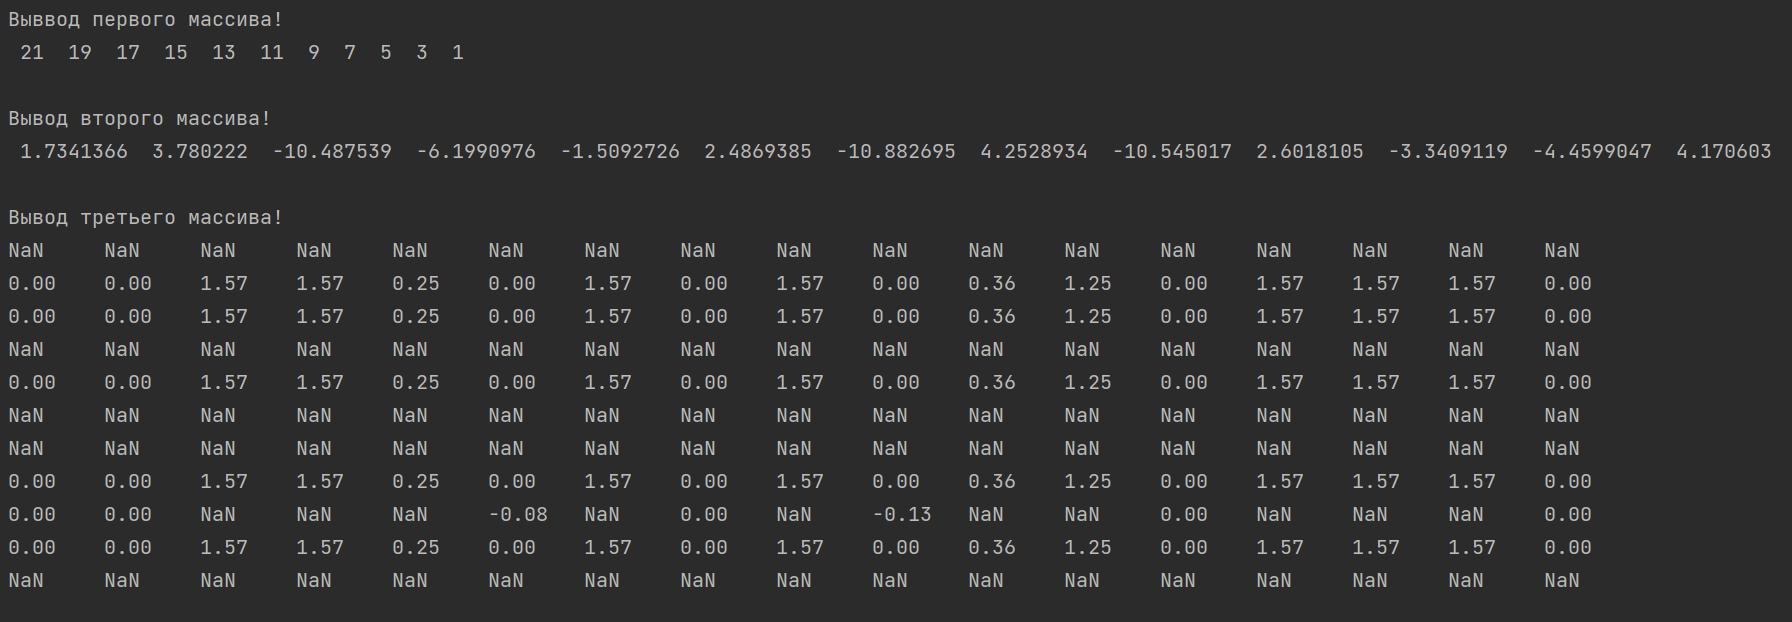 Выввод первого массива!
21 19 17 15 13 11 9 7 5 3 1
Вывод второго массива!
1.7341366 3.780222 -10.487539 -6.1990976 -1.5092726 2.4869385 -10.882695 4.2528934 -10.545017 2.6018105 -3.3409119 -4.4599047 4.170603
Вывод третьего массива!
NaN NaN NaN NaN NaN NaN NaN NaN NaN NaN NaN NaN NaN NaN NaN NaN NaN
0.00 0.00 1.57 1.57 0.25 0.00 1.57 0.00 1.57 0.00 0.36 1.25 0.00 1.57 1.57 1.57 0.00
0.00 0.00 1.57 1.57 0.25 0.00 1.57 0.00 1.57 0.00 0.36 1.25 0.00 1.57 1.57 1.57 0.00
NaN NaN NaN NaN NaN NaN NaN NaN NaN NaN NaN NaN NaN NaN NaN NaN NaN
0.00 0.00 1.57 1.57 0.25 0.00 1.57 0.00 1.57 0.00 0.36 1.25 0.00 1.57 1.57 1.57 0.00
NaN NaN NaN NaN NaN NaN NaN NaN NaN NaN NaN NaN NaN NaN NaN NaN NaN
NaN NaN NaN NaN NaN NaN NaN NaN NaN NaN NaN NaN NaN NaN NaN NaN NaN
0.00 0.00 1.57 1.57 0.25 0.00 1.57 0.00 1.57 0.00 0.36 1.25 0.00 1.57 1.57 1.57 0.00
0.00 0.00 NaN NaN NaN -0.08 NaN 0.00 NaN -0.13 NaN NaN 0.00 NaN NaN NaN 0.00
0.00 0.00 1.57 1.57 0.25 0.00 1.57 0.00 1.57 0.00 0.36 1.25 0.00 1.57 1.57 1.57 0.00
NaN NaN NaN NaN NaN NaN NaN NaN NaN NaN NaN NaN NaN NaN NaN NaN NaN